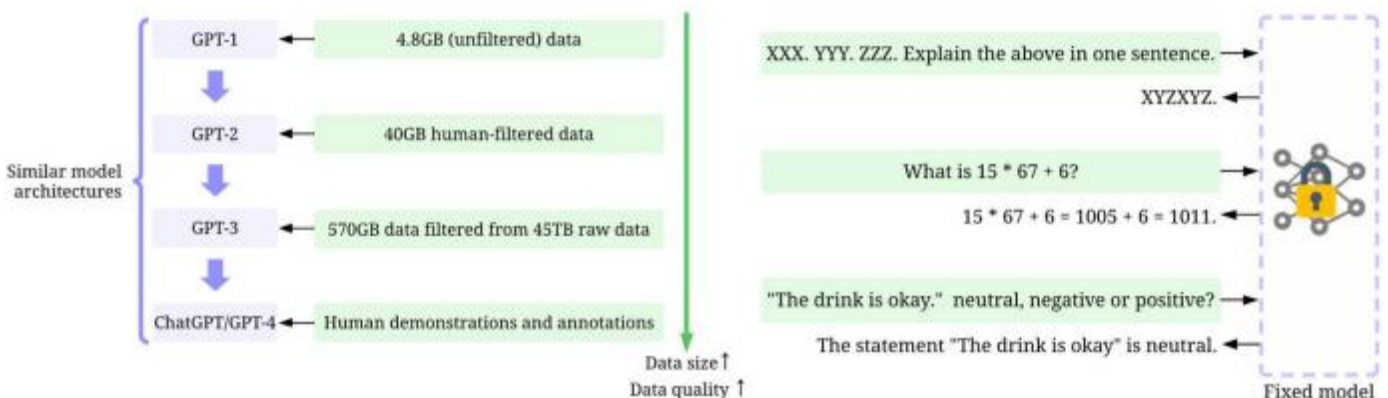 GPT-1
4.8GB (unfiltered) data
GPT-2
40GB human-filtered data
Similar model
architectures
GPT-3
570GB data filtered from 45TB raw data
ChatGPT/GPT-4
Human demonstrations and annotations
Data size↑
Data quality ↑
XXX. YYY. ZZZ. Explain the above in one sentence.
XYZXYZ.
What is 15 * 67 + 6?
15 * 67 + 6 = 1005 + 6 = 1011.
"The drink is okay."  neutral, negative or positive?
The statement "The drink is okay" is neutral.
Fixed model